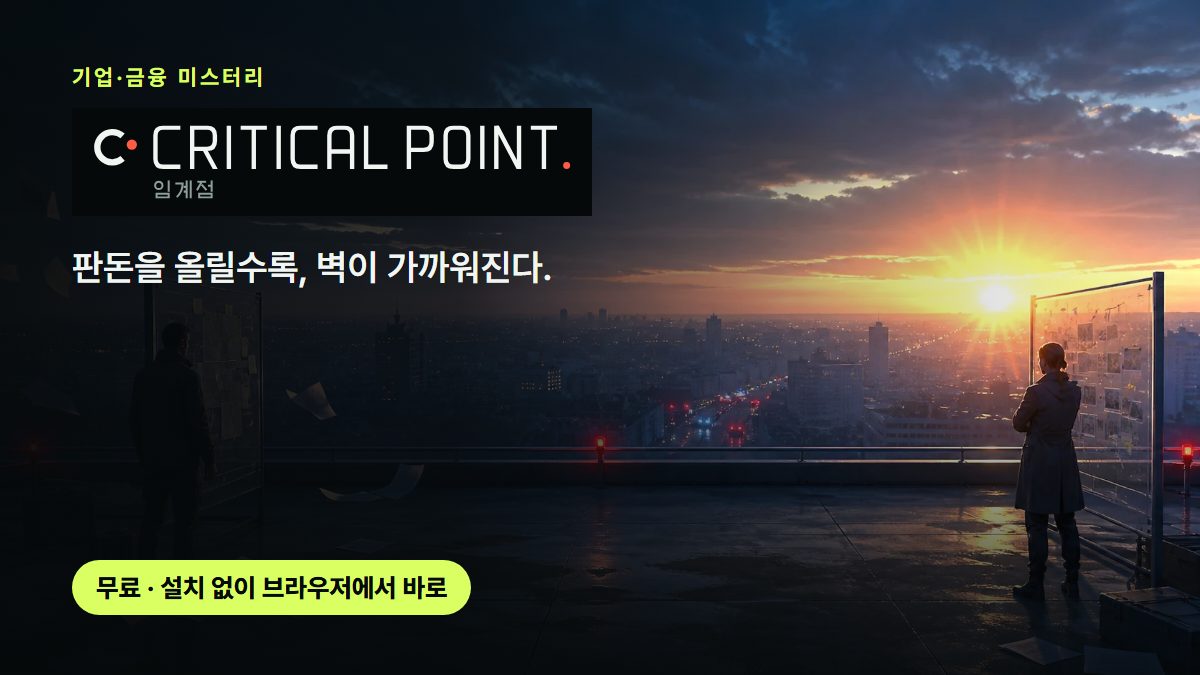 기업·금융 미스터리
C CRITICAL POINT.
임계점
판돈을 올릴수록, 벽이 가까워진다.
무료 · 설치 없이 브라우저에서 바로